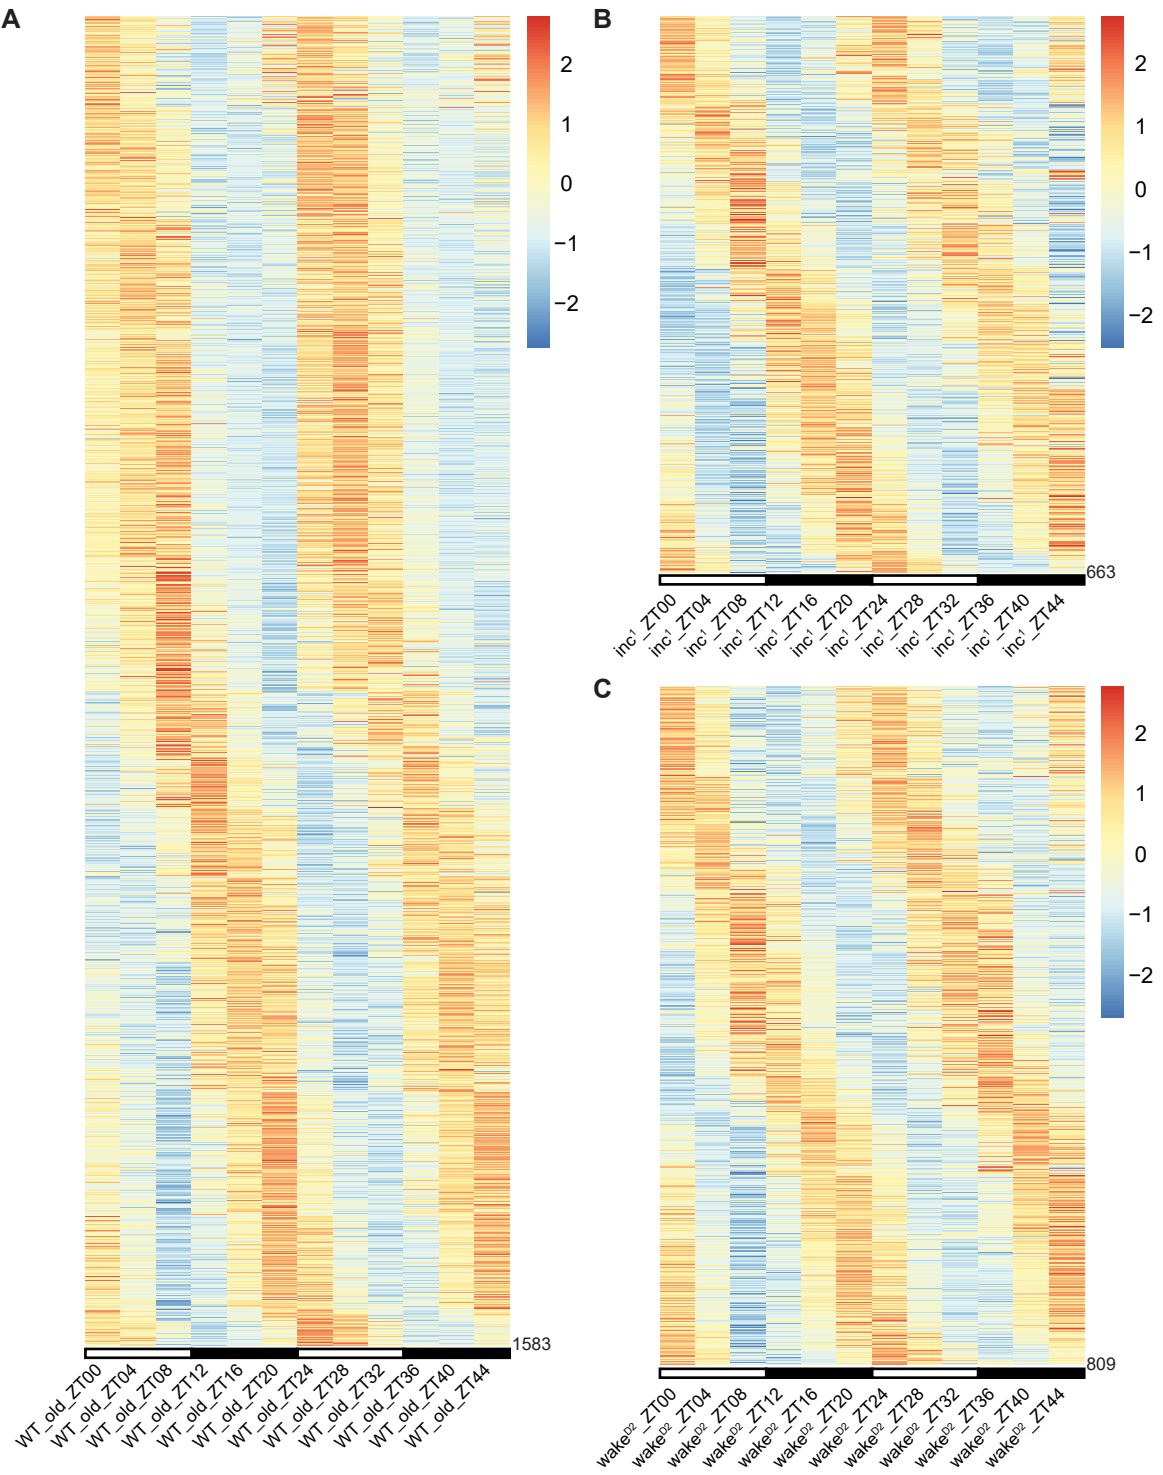 A
2
1
0
−1
−2
1583
WT_old_ZT00
WT_old_ZT04
WT_old_ZT08
WT_old_ZT12
WT_old_ZT16
WT_old_ZT20
WT_old_ZT24
WT_old_ZT28
WT_old_ZT32
WT_old_ZT36
WT_old_ZT40
WT_old_ZT44
B
2
1
0
−1
−2
663
inc¹_ZT00
inc¹_ZT04
inc¹_ZT08
inc¹_ZT12
inc¹_ZT16
inc¹_ZT20
inc¹_ZT24
inc¹_ZT28
inc¹_ZT32
inc¹_ZT36
inc¹_ZT40
inc¹_ZT44
C
2
1
0
−1
−2
809
wakeᴰ²_ZT00
wakeᴰ²_ZT04
wakeᴰ²_ZT08
wakeᴰ²_ZT12
wakeᴰ²_ZT16
wakeᴰ²_ZT20
wakeᴰ²_ZT24
wakeᴰ²_ZT28
wakeᴰ²_ZT32
wakeᴰ²_ZT36
wakeᴰ²_ZT40
wakeᴰ²_ZT44